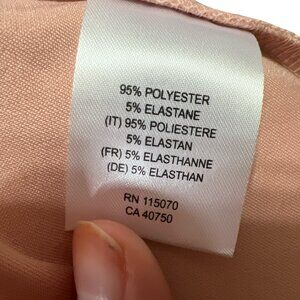 95% POLYESTER
5% ELASTANE
(IT) 95% POLIESTERE
5% ELASTAN
(FR) 5% ELASTHANNE
(DE) 5% ELASTHAN
RN 115070
CA 40750